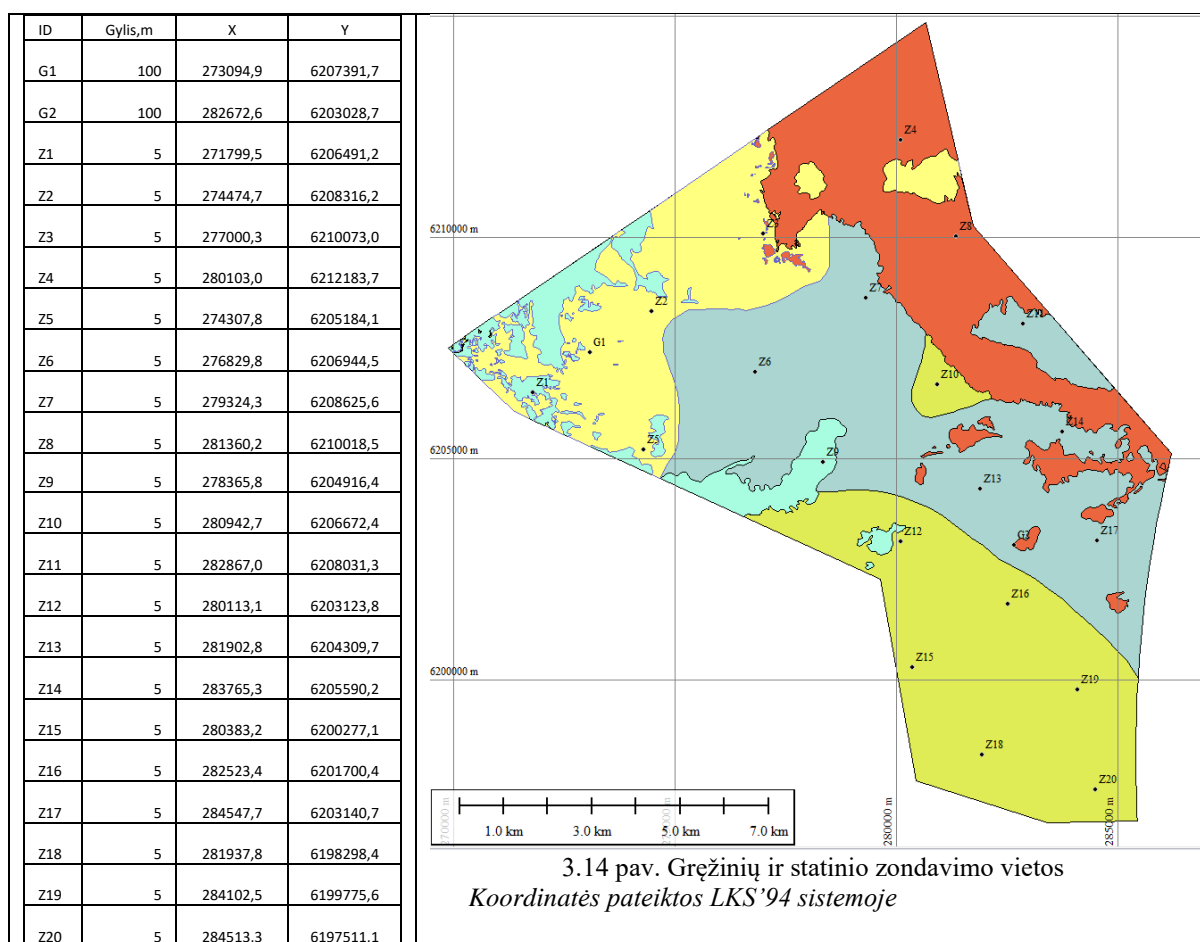 ID Gylis,m X Y
G1 100 273094,9 6207391,7
G2 100 282672,6 6203028,7
Z1 5 271799,5 6206491,2
Z2 5 274474,7 6208316,2
Z3 5 277000,3 6210073,0
Z4 5 280103,0 6212183,7
Z5 5 274307,8 6205184,1
Z6 5 276829,8 6206944,5
Z7 5 279324,3 6208625,6
Z8 5 281360,2 6210018,5
Z9 5 278365,8 6204916,4
Z10 5 280942,7 6206672,4
Z11 5 282867,0 6208031,3
Z12 5 280113,1 6203123,8
Z13 5 281902,8 6204309,7
Z14 5 283765,3 6205590,2
Z15 5 280383,2 6200277,1
Z16 5 282523,4 6201700,4
Z17 5 284547,7 6203140,7
Z18 5 281937,8 6198298,4
Z19 5 284102,5 6199775,6
Z20 5 284513,3 6197511,1
Z4
Z3
Z8
6210000 m
Z7
Z2
Z11
G1
Z6
Z10
Z1
Z14
Z5
Z9
6205000 m
Z13
Z12
G2
Z17
Z16
Z15
6200000 m
Z19
Z18
Z20
270000 m
280000 m
285000 m
1.0 km 3.0 km 5.0 km 7.0 km
3.14 pav. Gręžinių ir statinio zondavimo vietos
Koordinatės pateiktos LKS’94 sistemoje